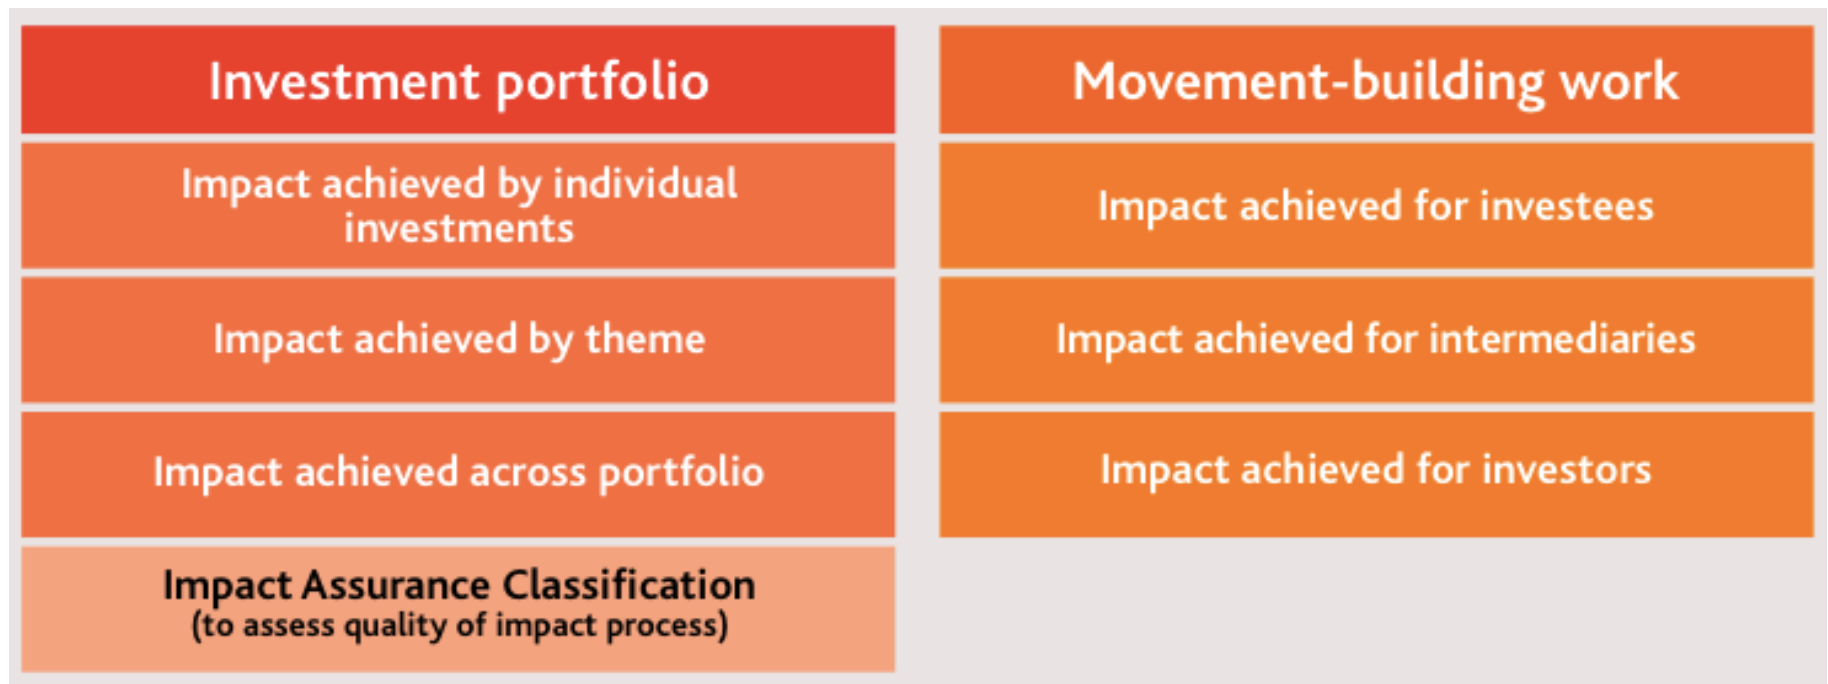 Investment portfolio
Impact achieved by individual
investments
Impact achieved by theme
Impact achieved across portfolio
Impact Assurance Classification
(to assess quality of impact process)
Movement-building work
Impact achieved for investees
Impact achieved for intermediaries
Impact achieved for investors